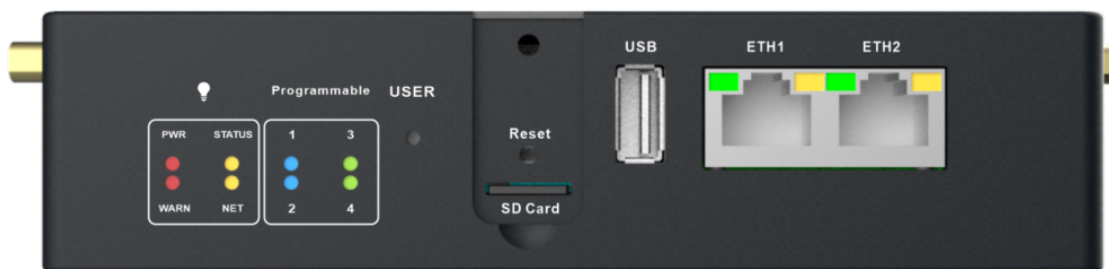 USB
ETH1
ETH2
Programmable
USER
PWR
STATUS
1
3
WARN
NET
2
4
Reset
SD Card